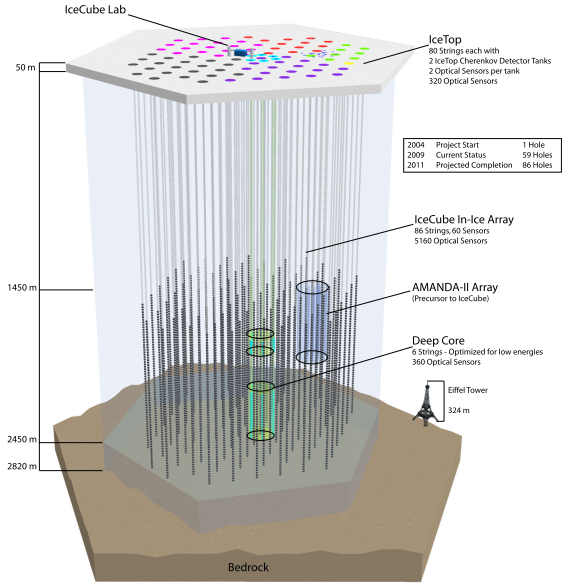 IceCube Lab
IceTop
80 Strings each with
2 IceTop Cherenkov Detector Tanks
2 Optical Sensors per tank
320 Optical Sensors
50 m
2004 Project Start 1 Hole
2009 Current Status 59 Holes
2011 Projected Completion 86 Holes
IceCube In-Ice Array
86 Strings, 60 Sensors
5160 Optical Sensors
1450 m
AMANDA-II Array
(Precursor to IceCube)
Deep Core
6 Strings - Optimized for low energies
360 Optical Sensors
Eiffel Tower
324 m
2450 m
2820 m
Bedrock